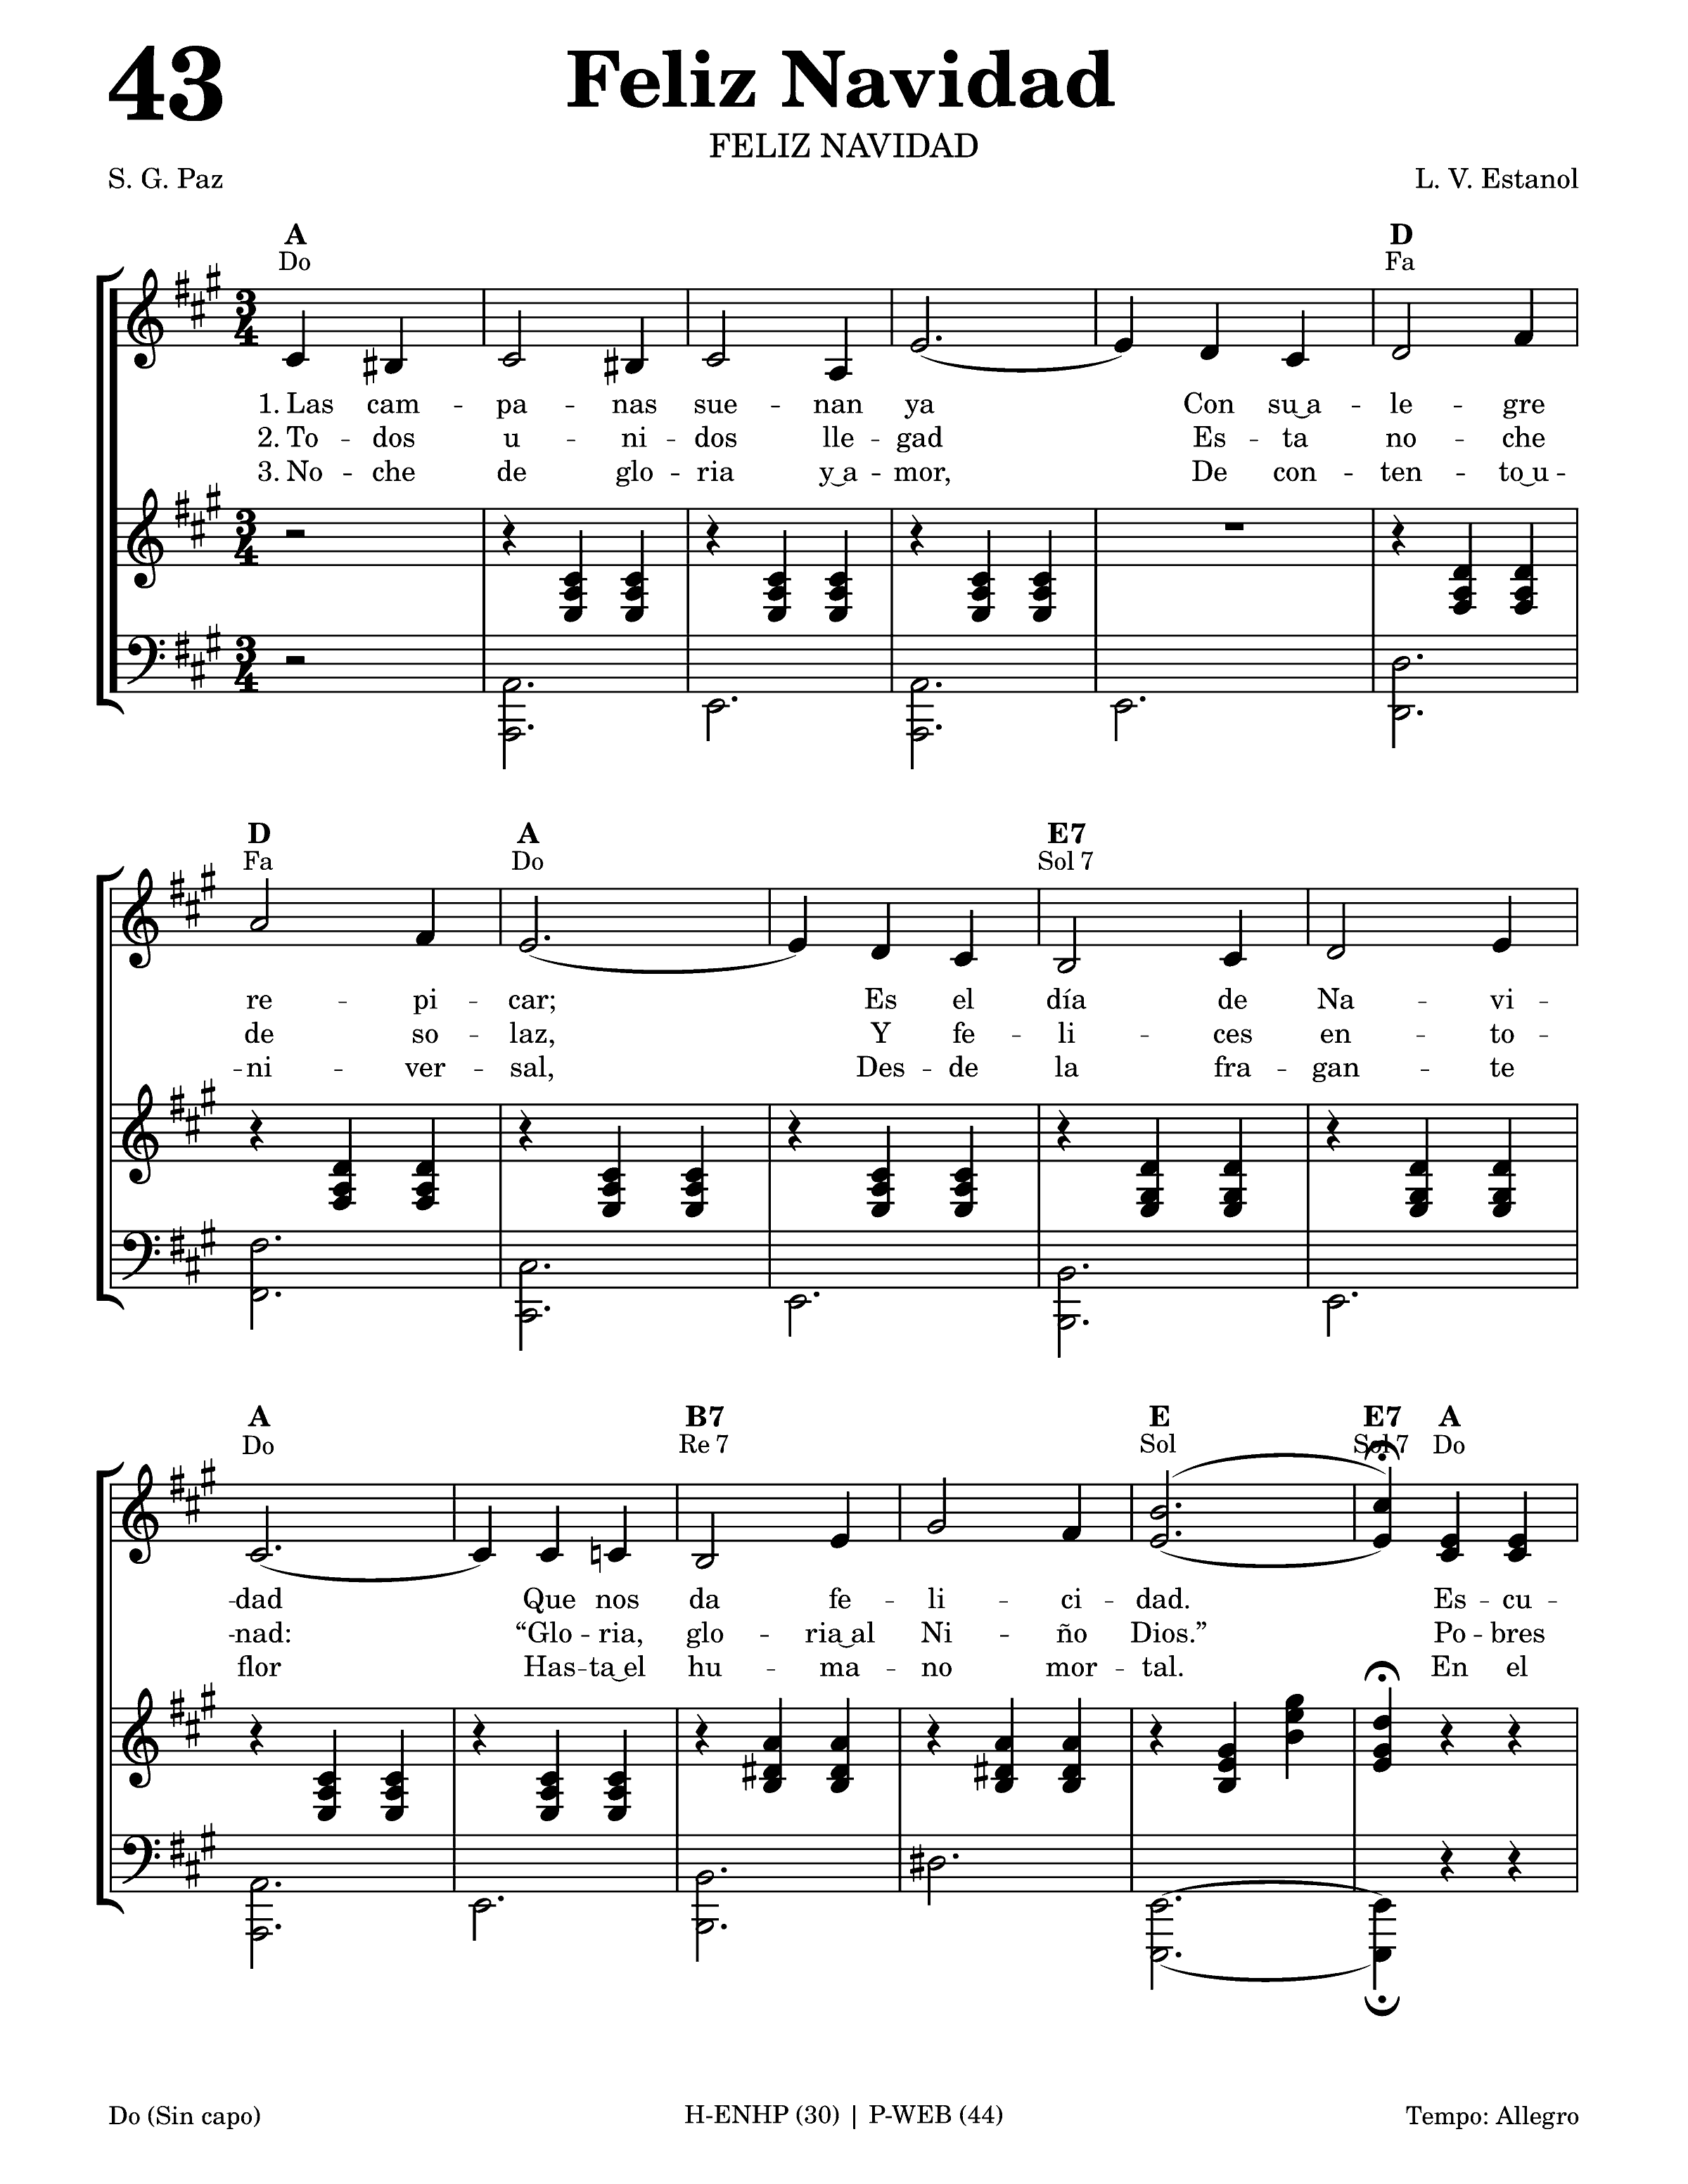 43 Feliz Navidad
FELIZ NAVIDAD
S. G. Paz L. V. Estanol
A D
Do Fa
3/4
1. Las cam - pa - nas sue - nan ya Con su‿a - le - gre
2. To - dos u - ni - dos lle - gad Es - ta no - che
3. No - che de glo - ria y‿a - mor, De con - ten - to‿u -
3/4
3/4
D A E7
Fa Do Sol 7
re - pi - car; Es el día de Na - vi -
de so - laz, Y fe - li - ces en - to -
- ni - ver - sal, Des - de la fra - gan - te
A B7 E E7 A
Do Re 7 Sol Sol 7 Do
- dad Que nos da fe - li - ci - dad. Es - cu -
- nad: “Glo - ria, glo - ria‿al Ni - ño Dios.” Po - bres
flor Has - ta‿el hu - ma - no mor - tal. En el
Do (Sin capo) H-ENHP (30) | P-WEB (44) Tempo: Allegro